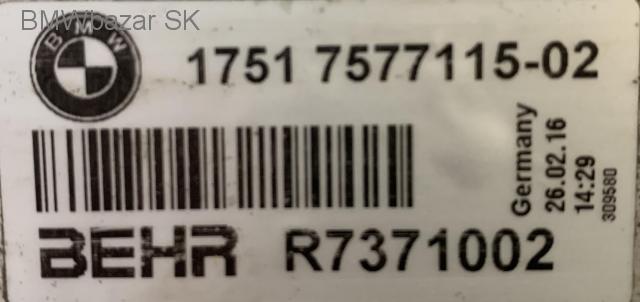 BMWbazar SK
BMW
1751 7577115-02
Germany
26.02.16
14:29
309580
BEHR R7371002